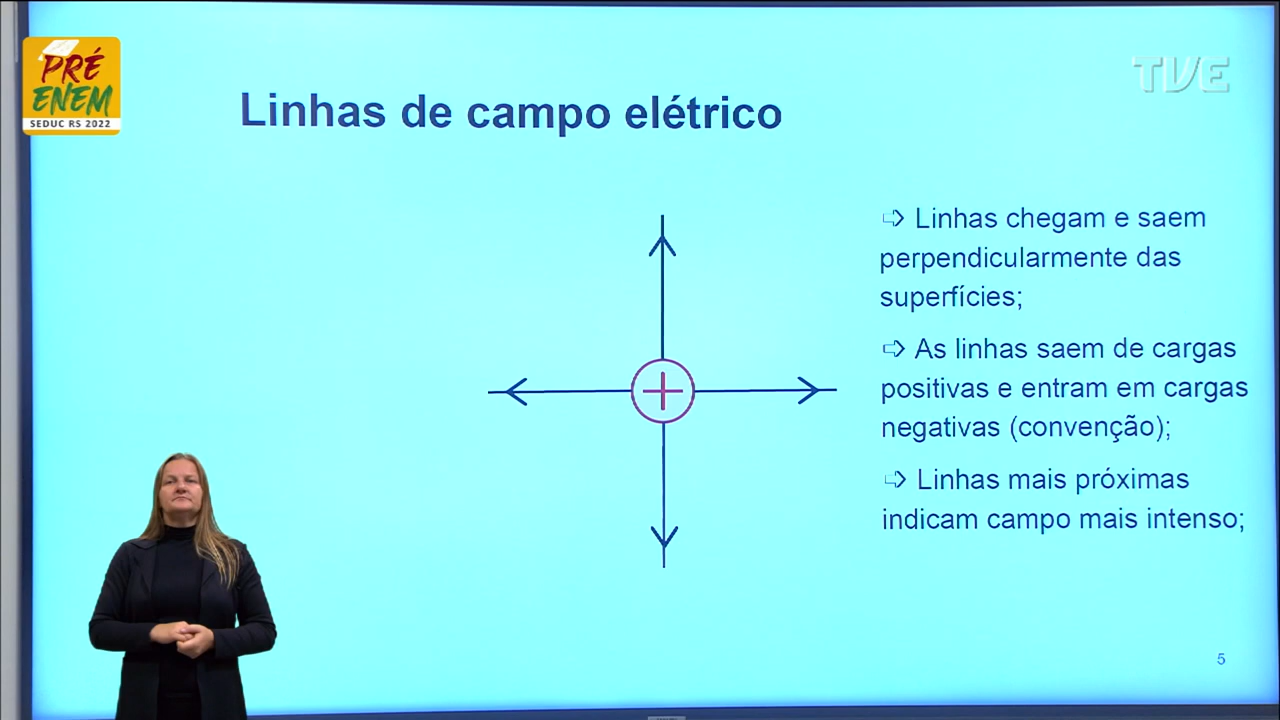 PRÉ
ENEM
SEDUC RS 2022
TVE
Linhas de campo elétrico
➩ Linhas chegam e saem
perpendicularmente das
superfícies;
➩ As linhas saem de cargas
positivas e entram em cargas
negativas (convenção);
➩ Linhas mais próximas
indicam campo mais intenso;
+
5